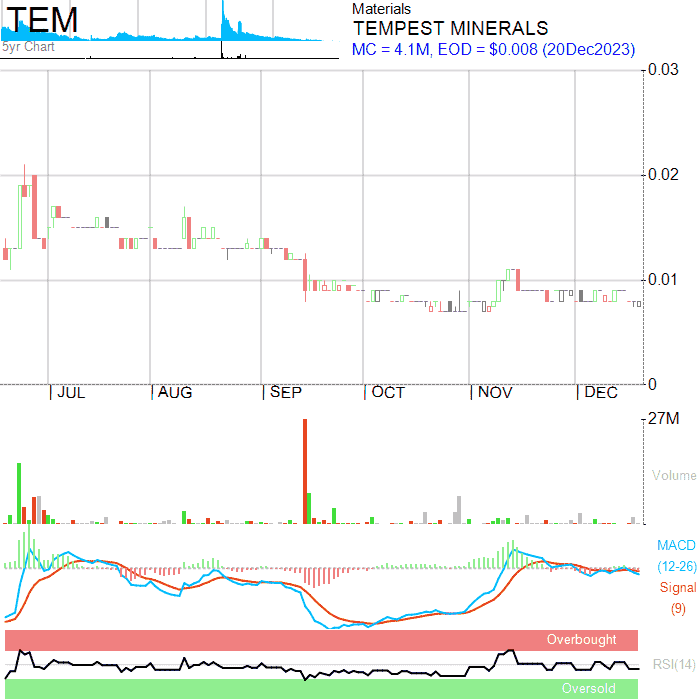 TEM
5yr Chart
Materials
TEMPEST MINERALS
MC = 4.1M, EOD = $0.008 (20Dec2023)
0.03
0.02
0.01
0
JUL AUG SEP OCT NOV DEC
27M
Volume
MACD
(12-26)
Signal
(9)
Overbought
RSI(14)
Oversold